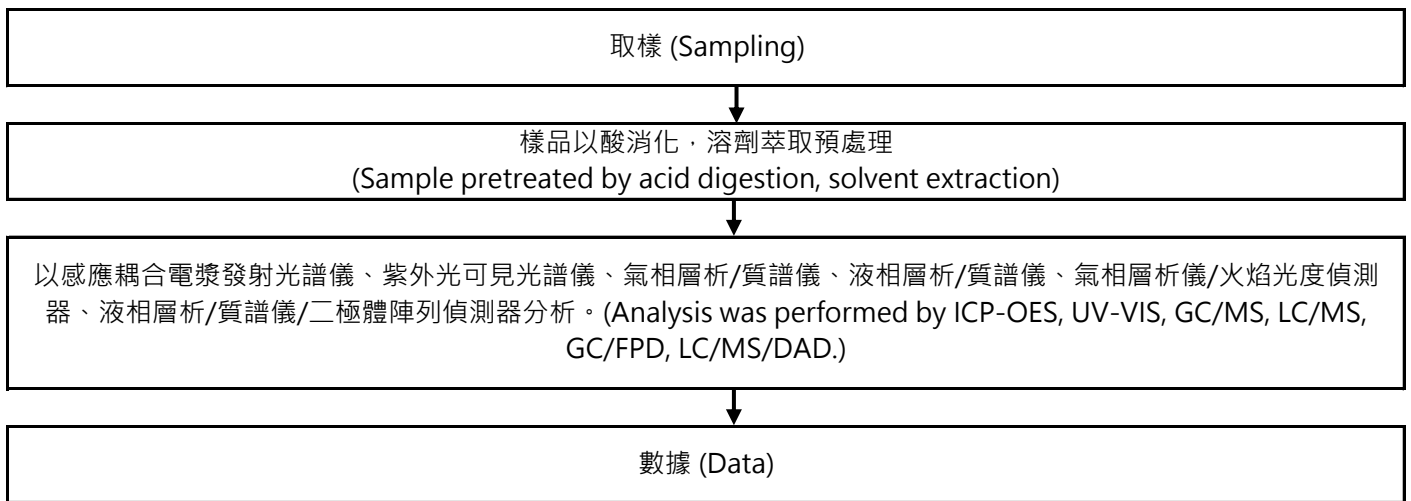 取樣 (Sampling)
樣品以酸消化，溶劑萃取預處理
(Sample pretreated by acid digestion, solvent extraction)
以感應耦合電漿發射光譜儀、紫外光可見光譜儀、氣相層析/質譜儀、液相層析/質譜儀、氣相層析儀/火焰光度偵測
器、液相層析/質譜儀/二極體陣列偵測器分析。(Analysis was performed by ICP-OES, UV-VIS, GC/MS, LC/MS,
GC/FPD, LC/MS/DAD.)
數據 (Data)